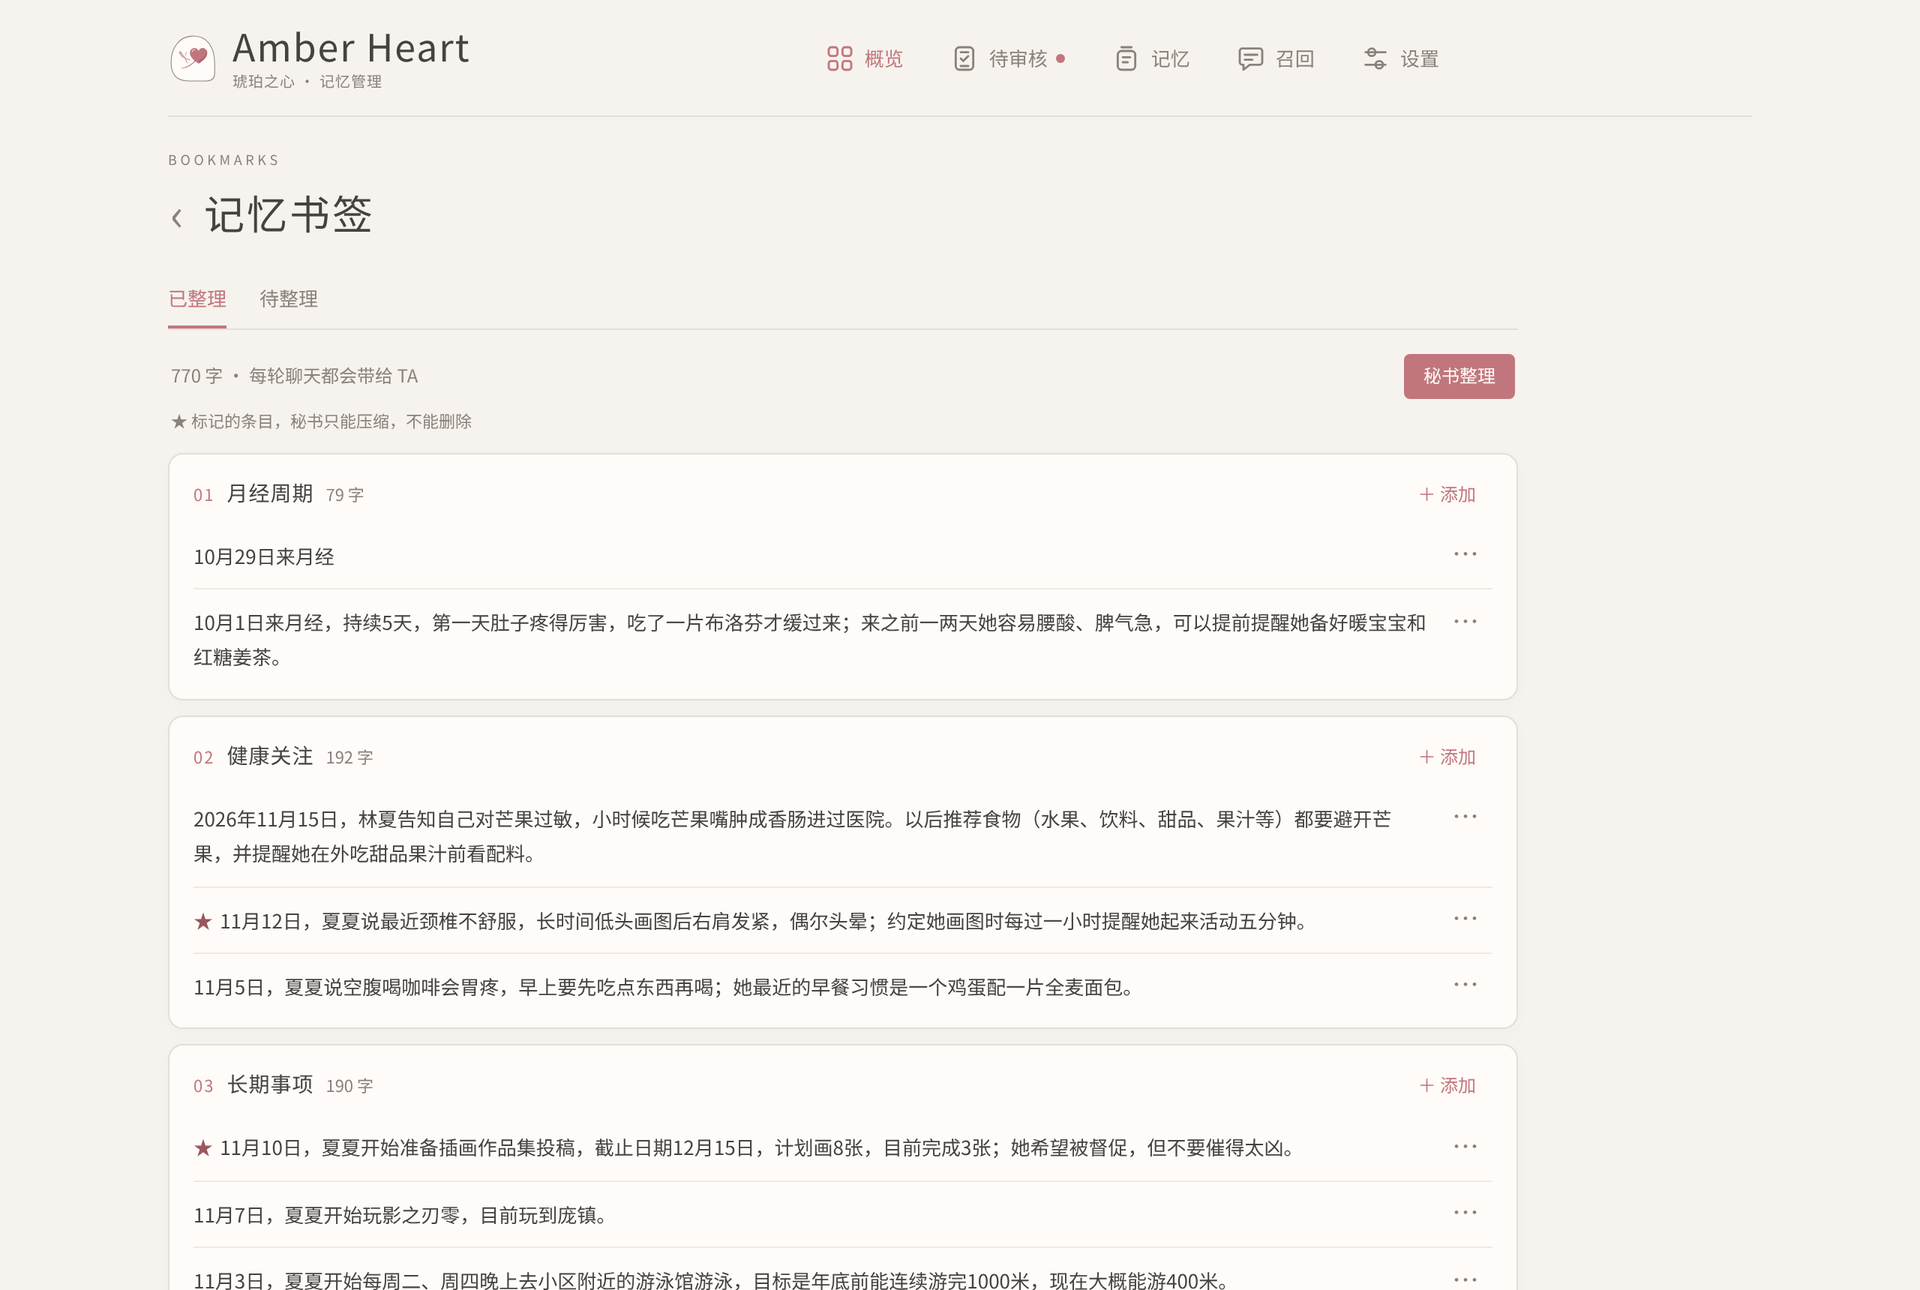 Amber Heart
琥珀之心 · 记忆管理
概览
待审核
记忆
召回
设置
BOOKMARKS
‹ 记忆书签
已整理
待整理
770 字 · 每轮聊天都会带给 TA
秘书整理
★ 标记的条目，秘书只能压缩，不能删除
01 月经周期 79 字
+ 添加
10月29日来月经
10月1日来月经，持续5天，第一天肚子疼得厉害，吃了一片布洛芬才缓过来；来之前一两天她容易腰酸、脾气急，可以提前提醒她备好暖宝宝和
红糖姜茶。
02 健康关注 192 字
+ 添加
2026年11月15日，林夏告知自己对芒果过敏，小时候吃芒果嘴肿成香肠进过医院。以后推荐食物（水果、饮料、甜品、果汁等）都要避开芒
果，并提醒她在外吃甜品果汁前看配料。
★ 11月12日，夏夏说最近颈椎不舒服，长时间低头画图后右肩发紧，偶尔头晕；约定她画图时每过一小时提醒她起来活动五分钟。
11月5日，夏夏说空腹喝咖啡会胃疼，早上要先吃点东西再喝；她最近的早餐习惯是一个鸡蛋配一片全麦面包。
03 长期事项 190 字
+ 添加
★ 11月10日，夏夏开始准备插画作品集投稿，截止日期12月15日，计划画8张，目前完成3张；她希望被督促，但不要催得太凶。
11月7日，夏夏开始玩影之刃零，目前玩到庞镇。
11月3日，夏夏开始每周二、周四晚上去小区附近的游泳馆游泳，目标是年底前能连续游完1000米，现在大概能游400米。